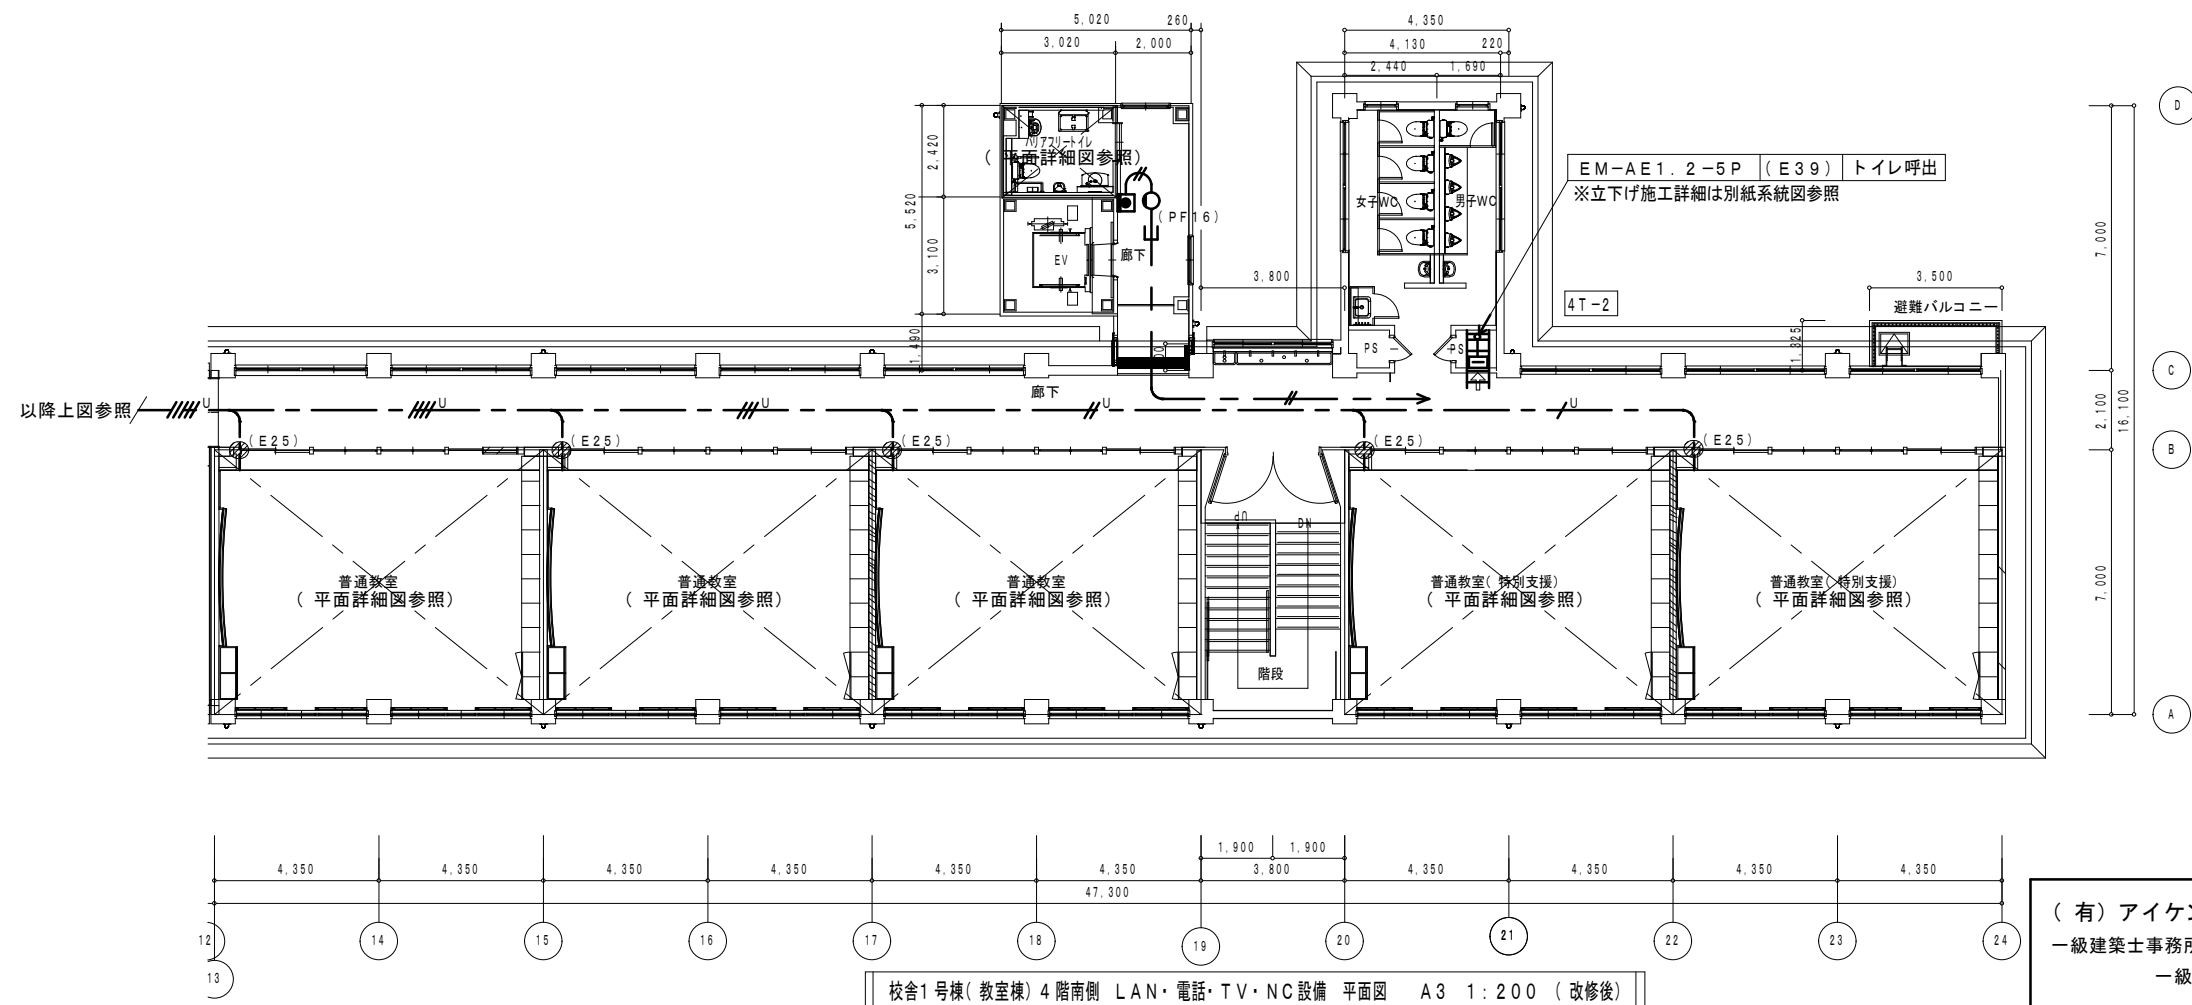 5,020
260
3,020
2,000
4,350
4,130
220
2,440
1,690
D
2,420
5,520
3,100
1,490
バリアフリートイレ
( 平面詳細図参照)
(PF16)
EV
廊下
3,800
女子WC
男子WC
EM-AE1.2-5P (E39) トイレ呼出
※立下げ施工詳細は別紙系統図参照
4T-2
3,500
避難バルコニー
1,325
7,000
PS
PS
C
廊下
以降上図参照
U
U
U
U
U
2,100
16,100
(E25)
(E25)
(E25)
(E25)
(E25)
B
UP
DN
普通教室
( 平面詳細図参照)
普通教室
( 平面詳細図参照)
普通教室
( 平面詳細図参照)
普通教室( 特別支援)
( 平面詳細図参照)
普通教室( 特別支援)
( 平面詳細図参照)
7,000
階段
A
1,900
1,900
4,350
4,350
4,350
4,350
4,350
4,350
3,800
4,350
4,350
4,350
4,350
47,300
12
13
14
15
16
17
18
19
20
21
22
23
24
( 有) アイケン
一級建築士事務所
一級
校舎1号棟( 教室棟) 4階南側 LAN・電話・TV・NC設備 平面図 A3 1:200 ( 改修後)